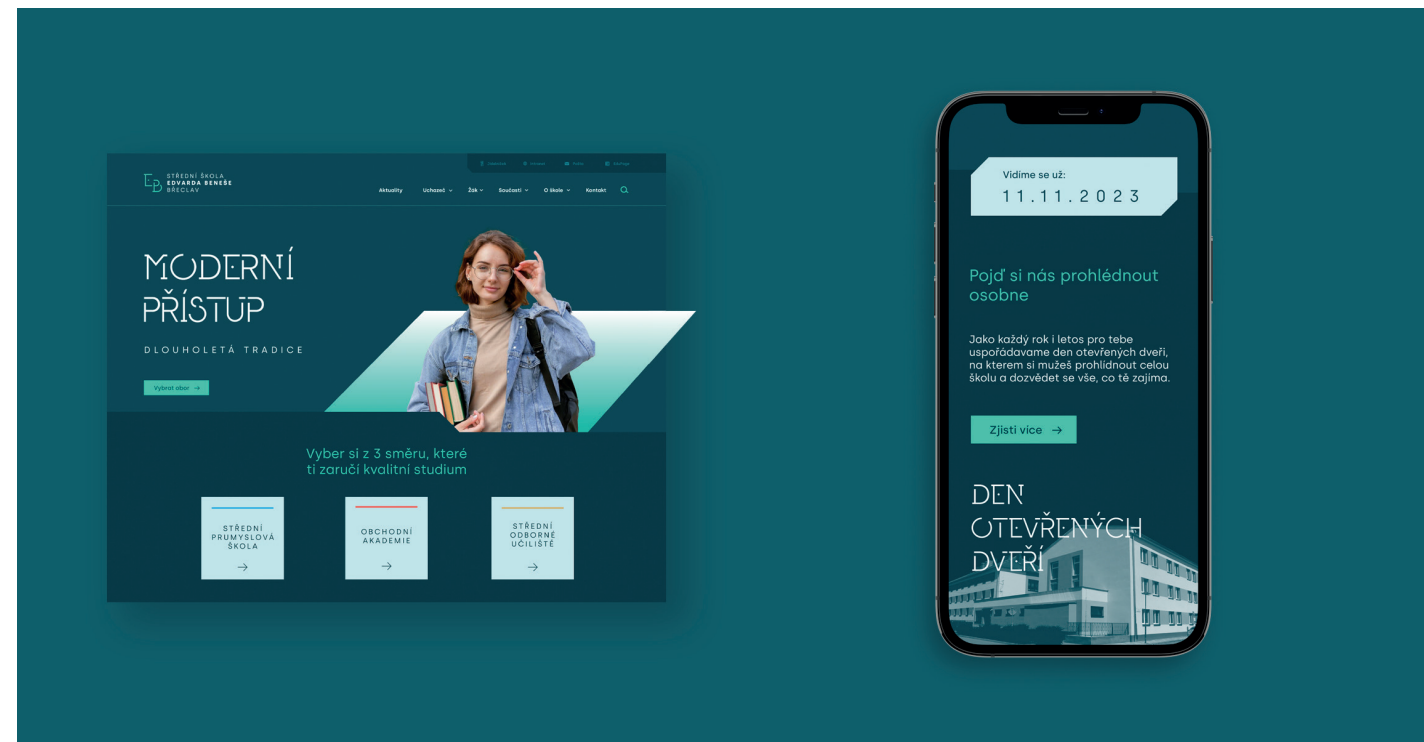 STŘEDNÍ ŠKOLA
EDVARDA BENEŠE
BŘECLAV
Aktuality Uchazeč Žák Součásti O škole Kontakt
MODERNÍ
PŘÍSTUP
DLOUHOLETÁ TRADICE
Vybrat obor →
Vyber si z 3 směru, které
ti zaručí kvalitní studium
STŘEDNÍ
PRUMYSLOVÁ
ŠKOLA
→
OBCHODNÍ
AKADEMIE
→
STŘEDNÍ
ODBORNÉ
UČILIŠTĚ
→
Vidíme se už:
11.11.2023
Pojď si nás prohlédnout
osobne
Jako každý rok i letos pro tebe
uspořádavame den otevřených dveři,
na kterem si mužeš prohlídnout celou
školu a dozvědet se vše, co tě zajíma.
Zjisti více →
DEN
OTEVŘENÝCH
DVEŘÍ